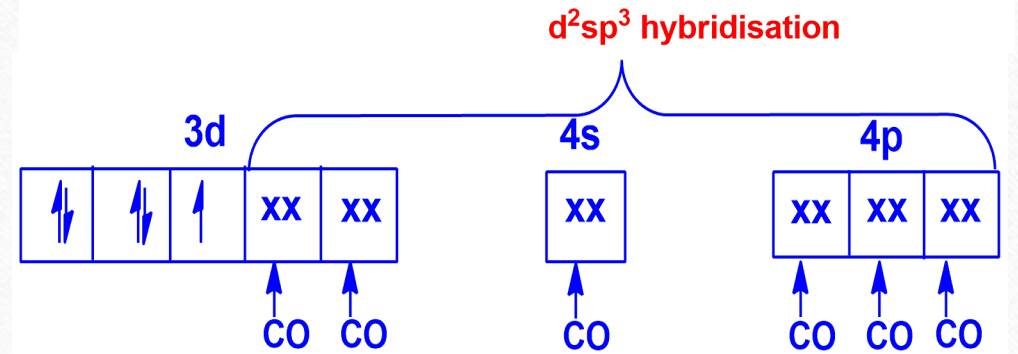 d²sp³ hybridisation
3d 4s 4p
xx xx xx xx xx xx
CO CO CO CO CO CO